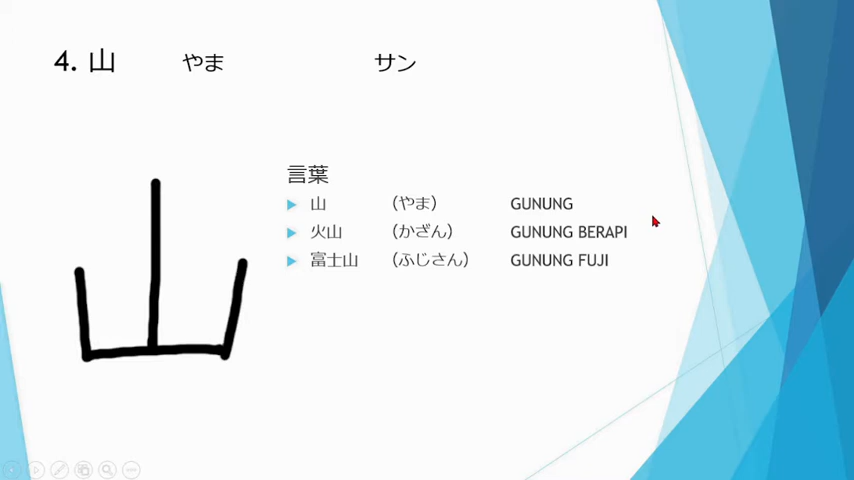 4. 山 やま サン
言葉
山 (やま) GUNUNG
火山 (かざん) GUNUNG BERAPI
富士山 (ふじさん) GUNUNG FUJI
山